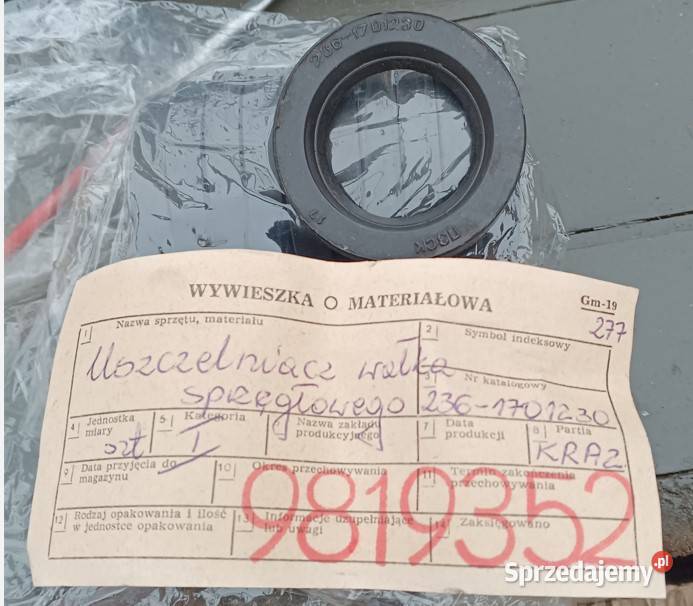 236-1701230
17
ПЗСК
WYWIESZKA O MATERIAŁOWA
Gm-19
277
1 Nazwa sprzętu, materiału
Uszczelniacz wałka
sprzęgłowego
2 Symbol indeksowy
3 Nr katalogowy
236-1701230
4 Jednostka miary
szt
5 Kategoria
I
6 Nazwa zakładu produkcyjnego
7 Data produkcji
8 Partia
KRAZ
9 Data przyjęcia do magazynu
10 Okres przechowywania
11 Termin zakończenia przechowywania
12 Rodzaj opakowania i ilość w jednostce opakowania
13 Informacje uzupełniające lub uwagi
14 Zaksięgowano
9819352
Sprzedajemy.pl